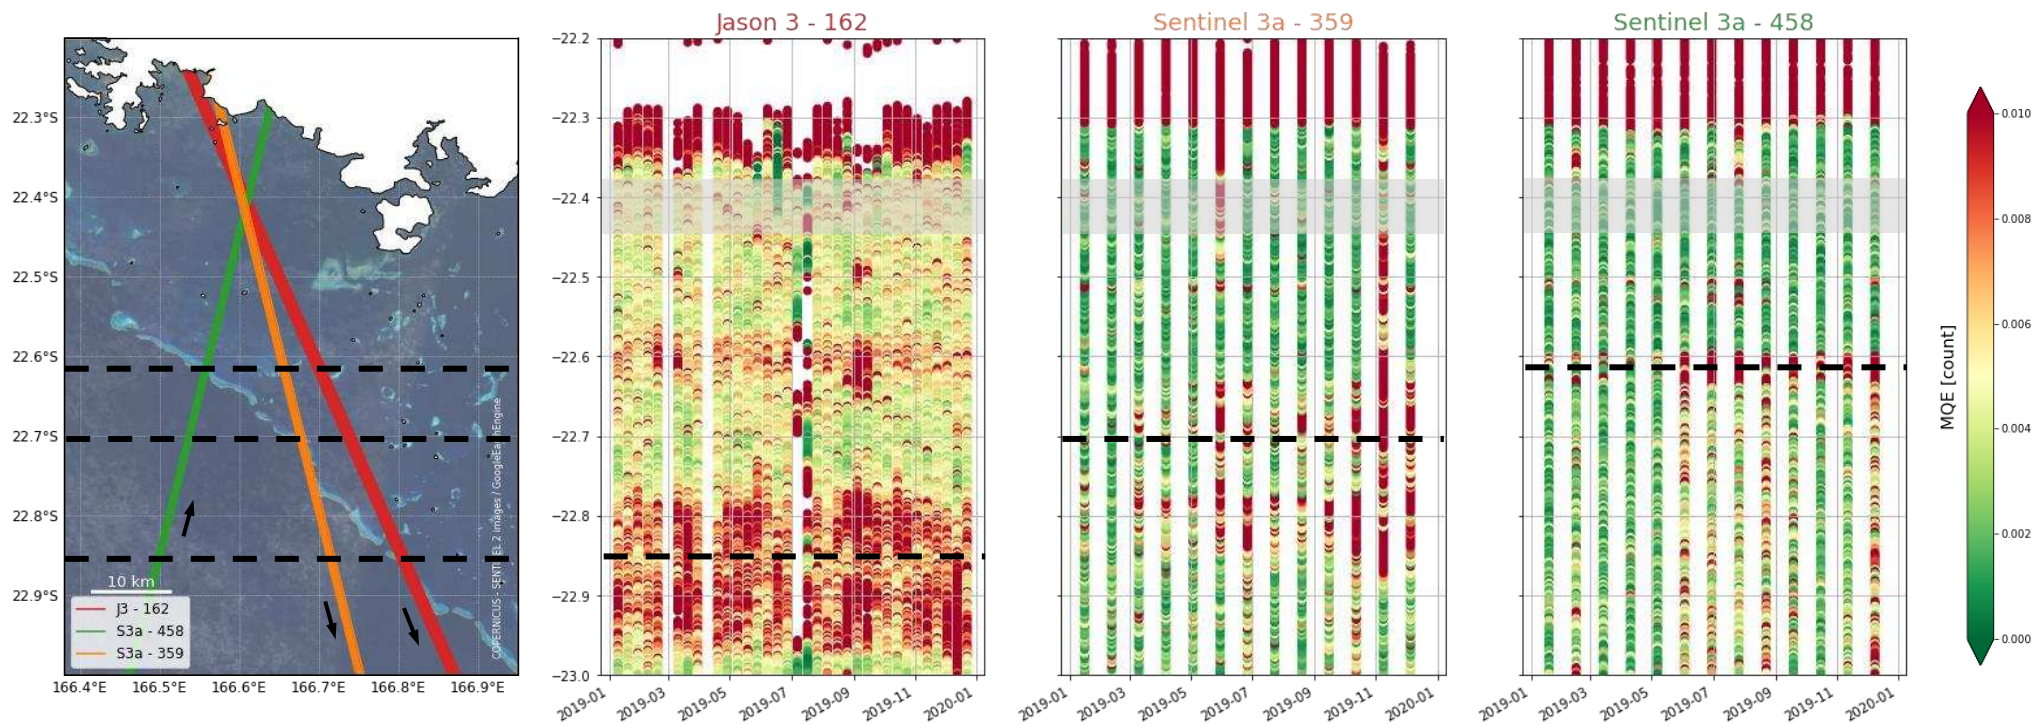 Jason 3 - 162
Sentinel 3a - 359
Sentinel 3a - 458
22.3°S
22.4°S
22.5°S
22.6°S
22.7°S
22.8°S
22.9°S
166.4°E
166.5°E
166.6°E
166.7°E
166.8°E
166.9°E
10 km
J3 - 162
S3a - 458
S3a - 359
COPERNICUS - SENTINEL 2 images / GoogleEarthEngine
−22.2
−22.3
−22.4
−22.5
−22.6
−22.7
−22.8
−22.9
−23.0
2019-01
2019-03
2019-05
2019-07
2019-09
2019-11
2020-01
2019-01
2019-03
2019-05
2019-07
2019-09
2019-11
2020-01
2019-01
2019-03
2019-05
2019-07
2019-09
2019-11
2020-01
MQE [count]
0.010
0.008
0.006
0.004
0.002
0.000